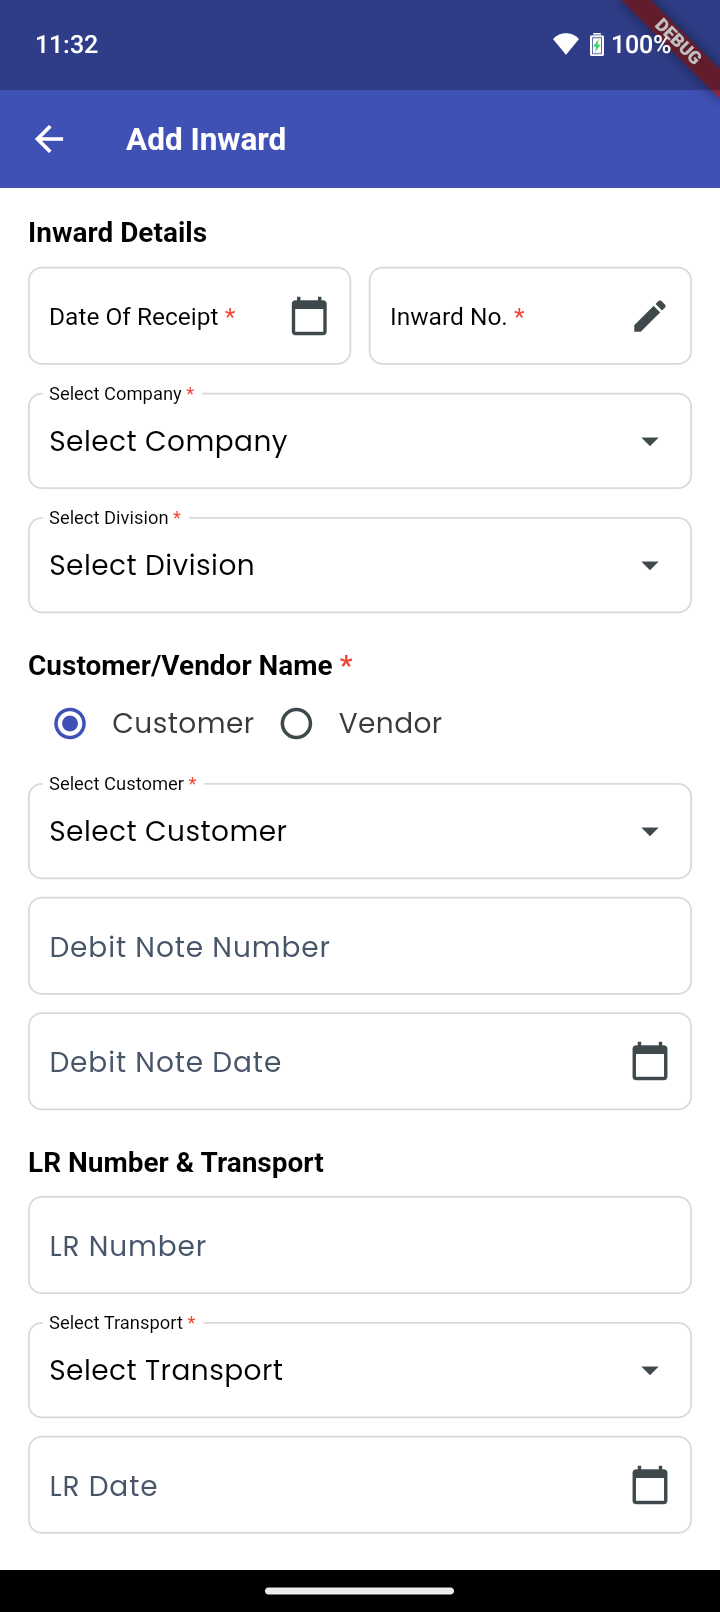 11:32 100%
DEBUG
Add Inward
Inward Details
Date Of Receipt * Inward No. *
Select Company *
Select Company
Select Division *
Select Division
Customer/Vendor Name *
Customer Vendor
Select Customer *
Select Customer
Debit Note Number
Debit Note Date
LR Number & Transport
LR Number
Select Transport *
Select Transport
LR Date